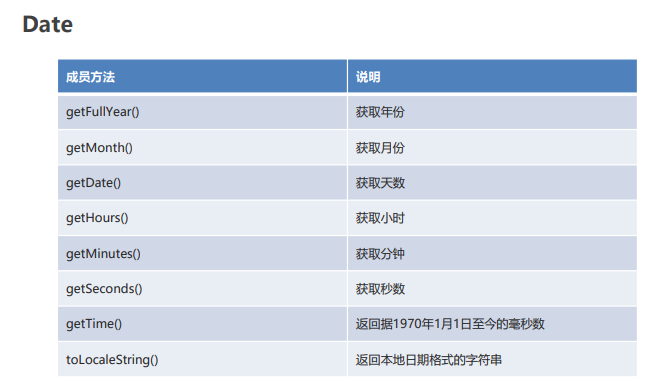 Date
成员方法 说明
getFullYear() 获取年份
getMonth() 获取月份
getDate() 获取天数
getHours() 获取小时
getMinutes() 获取分钟
getSeconds() 获取秒数
getTime() 返回据1970年1月1日至今的毫秒数
toLocaleString() 返回本地日期格式的字符串